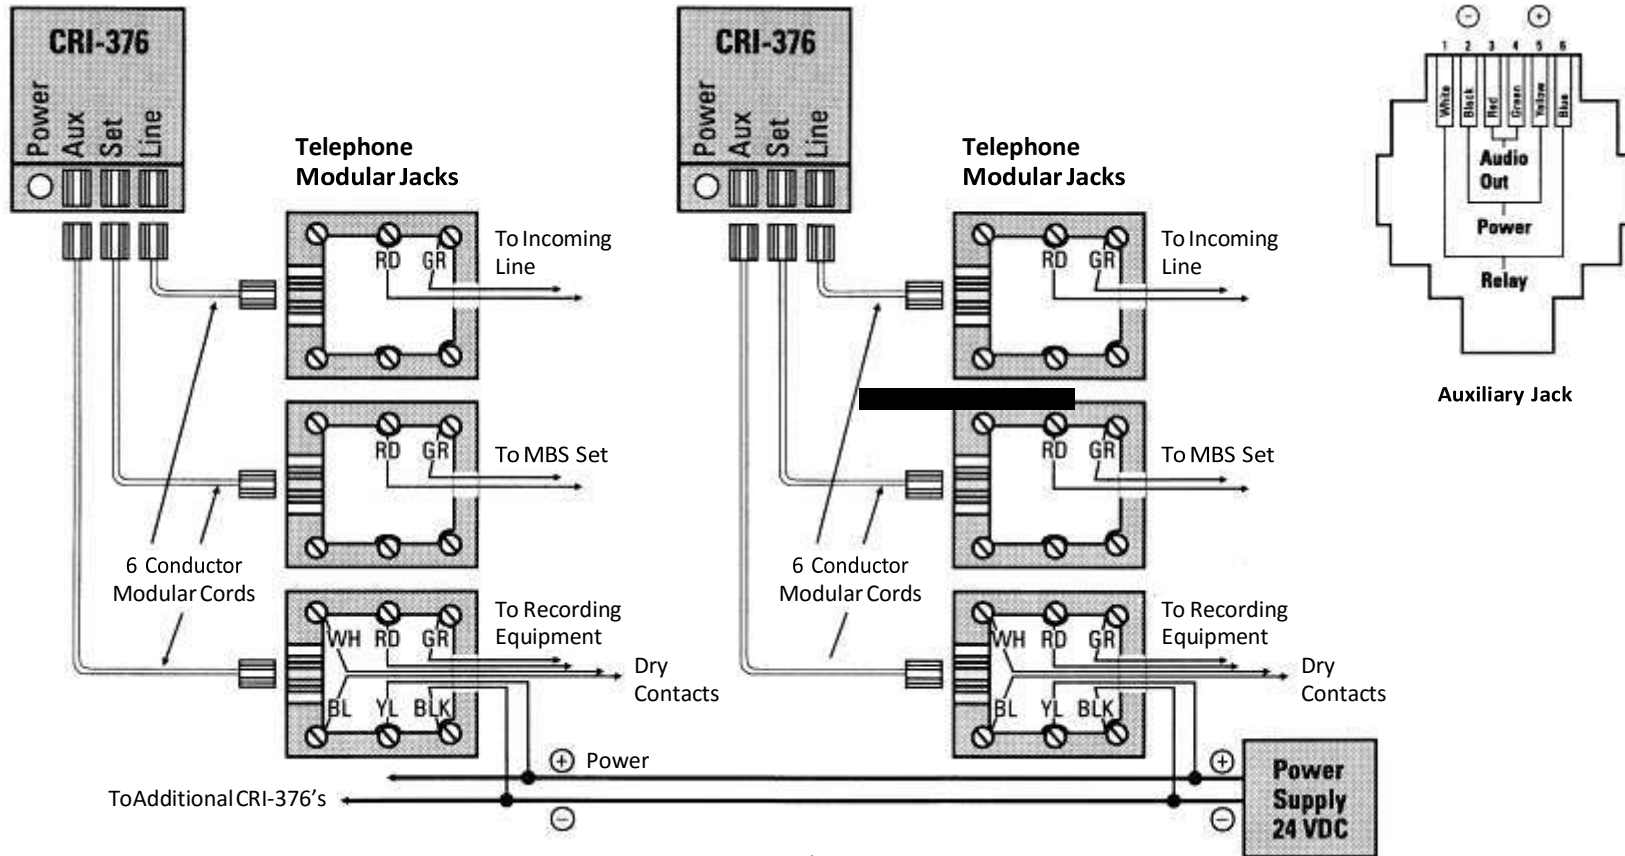 CRI-376
Power
Aux
Set
Line
Telephone
Modular Jacks
RD GR
To Incoming
Line
RD GR
To MBS Set
6 Conductor
Modular Cords
WH RD GR
BL YL BLK
To Recording
Equipment
Dry
Contacts
CRI-376
Power
Aux
Set
Line
Telephone
Modular Jacks
RD GR
To Incoming
Line
RD GR
To MBS Set
6 Conductor
Modular Cords
WH RD GR
BL YL BLK
To Recording
Equipment
Dry
Contacts
+ Power
To Additional CRI-376's
−
+
−
Power
Supply
24 VDC
− +
1 2 3 4 5 6
White
Black
Red
Green
Yellow
Blue
Audio
Out
Power
Relay
Auxiliary Jack